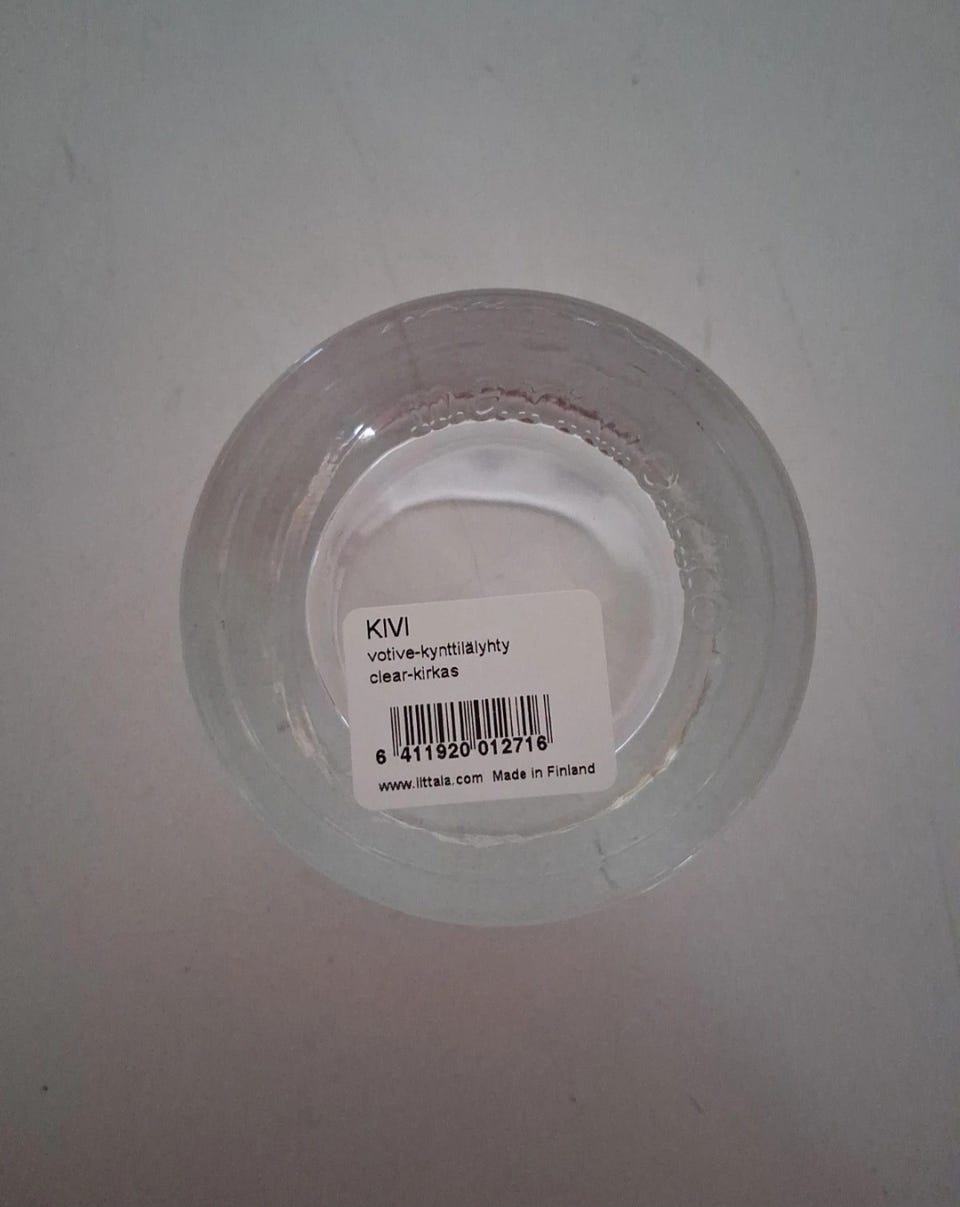 KIVI
votive-kynttilälyhty
clear-kirkas
6 411920 012716
www.iittala.com Made in Finland